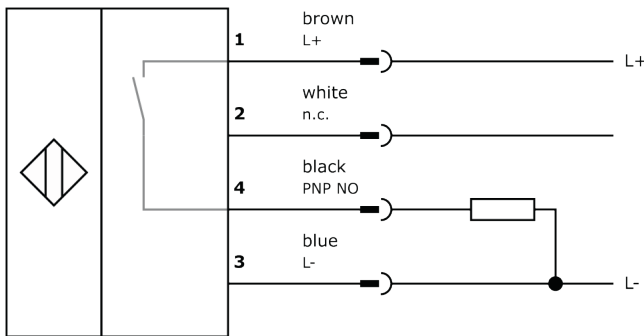 brown
1
L+
L+
white
2
n.c.
black
4
PNP NO
blue
3
L-
L-